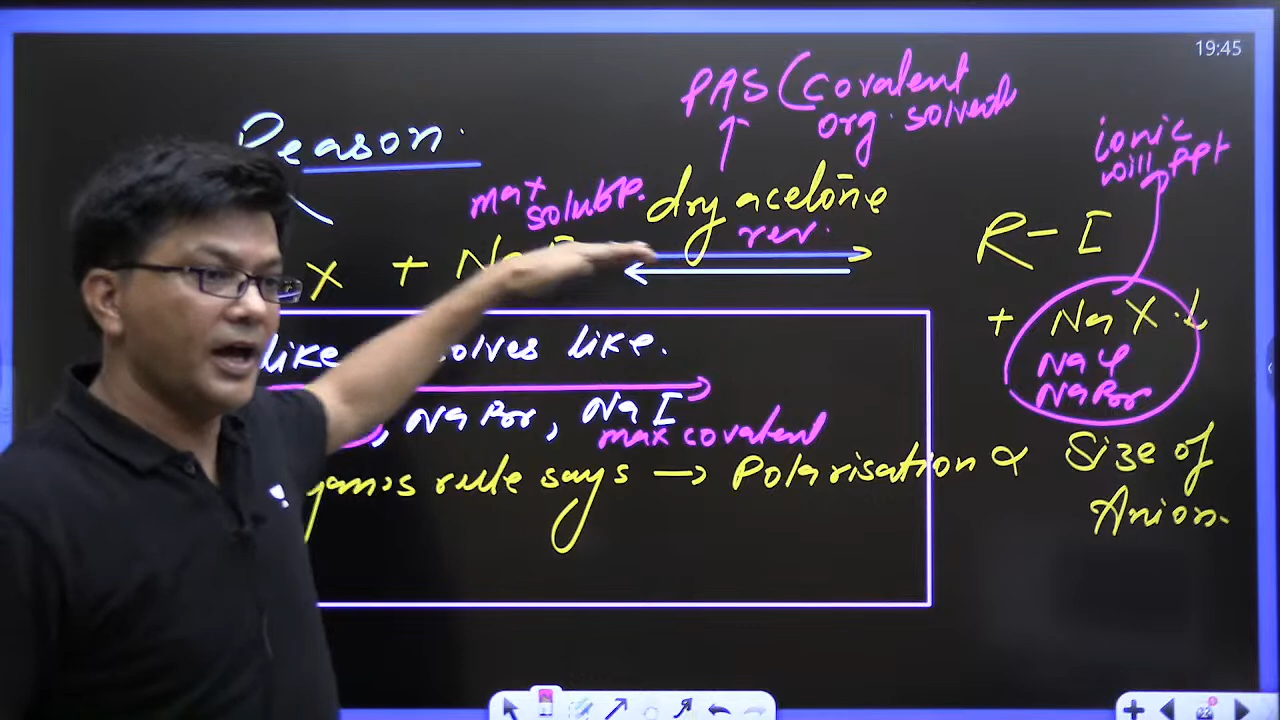 19:45
PAS (covalent
org. solvent
Reason.
ionic
will ppt
max
soluble.
dry acetone
rev.
R-I
X + Na
+ NaX ↓
NaCl
NaBr
like solves like.
, NaBr, NaI
max covalent
rule says → Polarisation ∝ Size of
Anion.